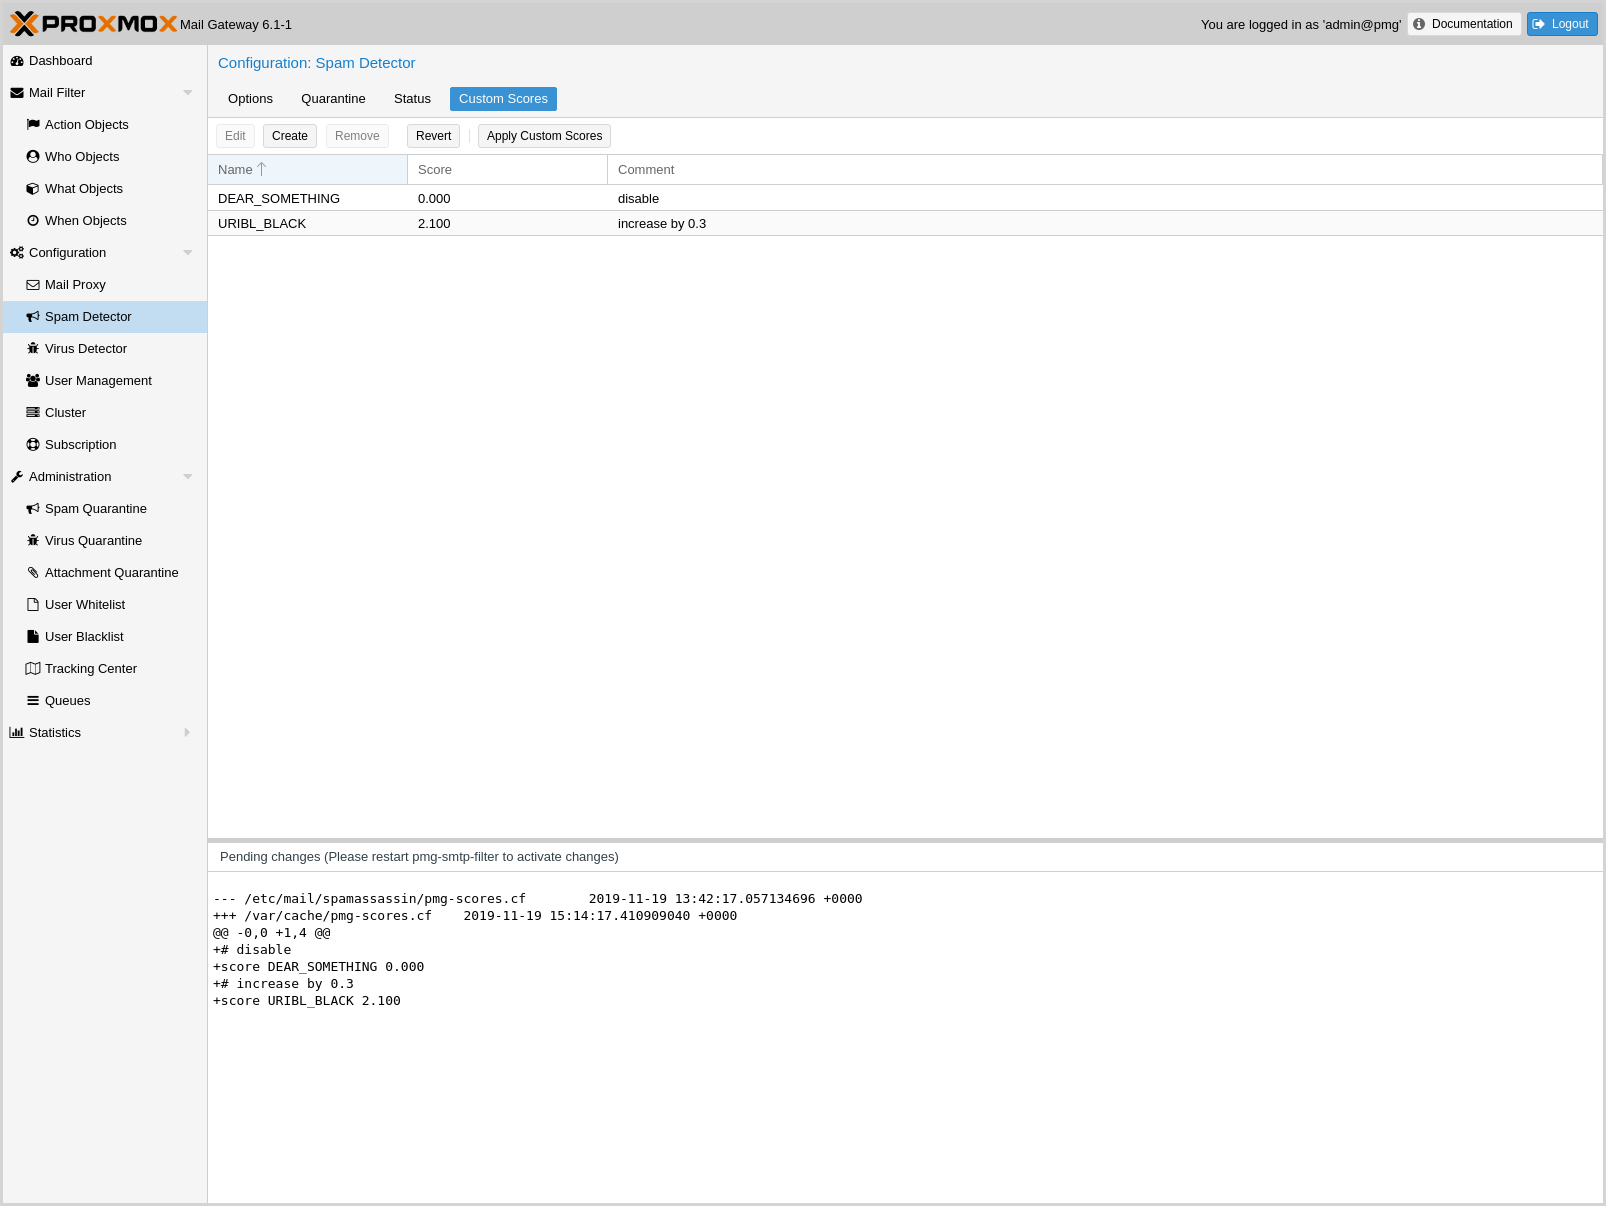 PROXMOX Mail Gateway 6.1-1 You are logged in as 'admin@pmg' Documentation Logout
Dashboard
Mail Filter
Action Objects
Who Objects
What Objects
When Objects
Configuration
Mail Proxy
Spam Detector
Virus Detector
User Management
Cluster
Subscription
Administration
Spam Quarantine
Virus Quarantine
Attachment Quarantine
User Whitelist
User Blacklist
Tracking Center
Queues
Statistics
Configuration: Spam Detector
Options Quarantine Status Custom Scores
Edit Create Remove Revert Apply Custom Scores
Name Score Comment
DEAR_SOMETHING 0.000 disable
URIBL_BLACK 2.100 increase by 0.3
Pending changes (Please restart pmg-smtp-filter to activate changes)
--- /etc/mail/spamassassin/pmg-scores.cf 2019-11-19 13:42:17.057134696 +0000
+++ /var/cache/pmg-scores.cf 2019-11-19 15:14:17.410909040 +0000
@@ -0,0 +1,4 @@
+# disable
+score DEAR_SOMETHING 0.000
+# increase by 0.3
+score URIBL_BLACK 2.100